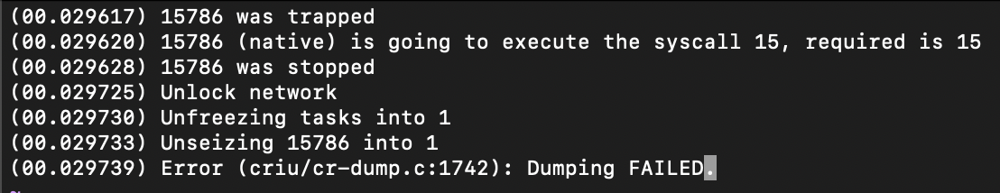 (00.029617) 15786 was trapped
(00.029620) 15786 (native) is going to execute the syscall 15, required is 15
(00.029628) 15786 was stopped
(00.029725) Unlock network
(00.029730) Unfreezing tasks into 1
(00.029733) Unseizing 15786 into 1
(00.029739) Error (criu/cr-dump.c:1742): Dumping FAILED.